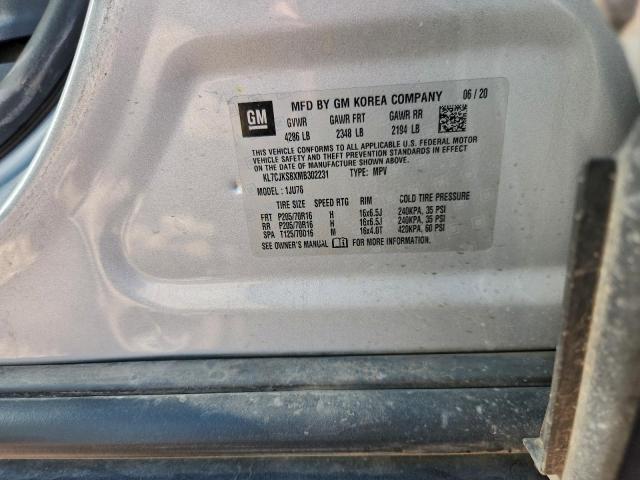 GM
MFD BY GM KOREA COMPANY 06 / 20
GVWR GAWR FRT GAWR RR
4286 LB 2348 LB 2194 LB
THIS VEHICLE CONFORMS TO ALL APPLICABLE U.S. FEDERAL MOTOR
VEHICLE SAFETY AND THEFT PREVENTION STANDARDS IN EFFECT
ON THE DATE OF MANUFACTURE SHOWN ABOVE.
KL7CJKSBXMB302231 TYPE: MPV
MODEL : 1JU76
TIRE SIZE SPEED RTG RIM COLD TIRE PRESSURE
FRT P205/70R16 H 16x6.5J 240KPA, 35 PSI
RR P205/70R16 H 16x6.5J 240KPA, 35 PSI
SPA T125/70D16 M 16x4.0T 420KPA, 60 PSI
SEE OWNER'S MANUAL